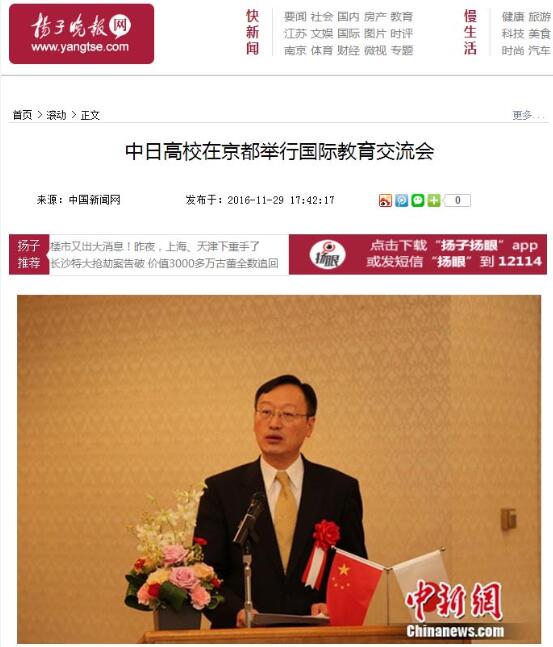 扬子晚报网
www.yangtse.com
快新闻
要闻 社会 国内 房产 教育
江苏 文娱 国际 图片 时评
南京 体育 财经 微视 专题
慢生活
健康 旅游
科技 美食
时尚 汽车
首页 > 滚动 > 正文
更多...
中日高校在京都举行国际教育交流会
来源：中国新闻网
发布于：2016-11-29 17:42:17
0
扬子推荐
楼市又出大消息！昨夜，上海、天津下重手了
长沙特大抢劫案告破 价值3000多万古董全数追回
扬眼
点击下载“扬子扬眼”app
或发短信“扬眼”到 12114
中新网
Chinanews.com